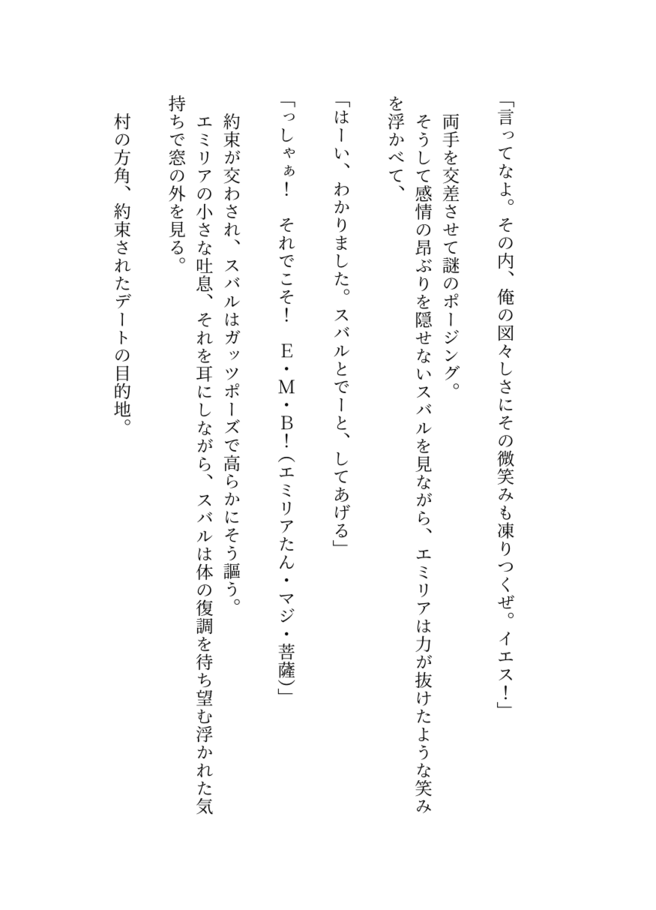 「言ってなよ。その内、俺の図々しさにその微笑みも凍りつくぜ。イエス！」
両手を交差させて謎のポージング。
そうして感情の昂ぶりを隠せないスバルを見ながら、エミリアは力が抜けたような笑み
を浮かべて、
「はーい、わかりました。スバルとでーと、してあげる」
「っしゃぁ！　それでこそ！　E・M・B！（エミリアたん・マジ・菩薩）」
約束が交わされ、スバルはガッツポーズで高らかにそう謳う。
エミリアの小さな吐息、それを耳にしながら、スバルは体の復調を待ち望む浮かれた気
持ちで窓の外を見る。
村の方角、約束されたデートの目的地。